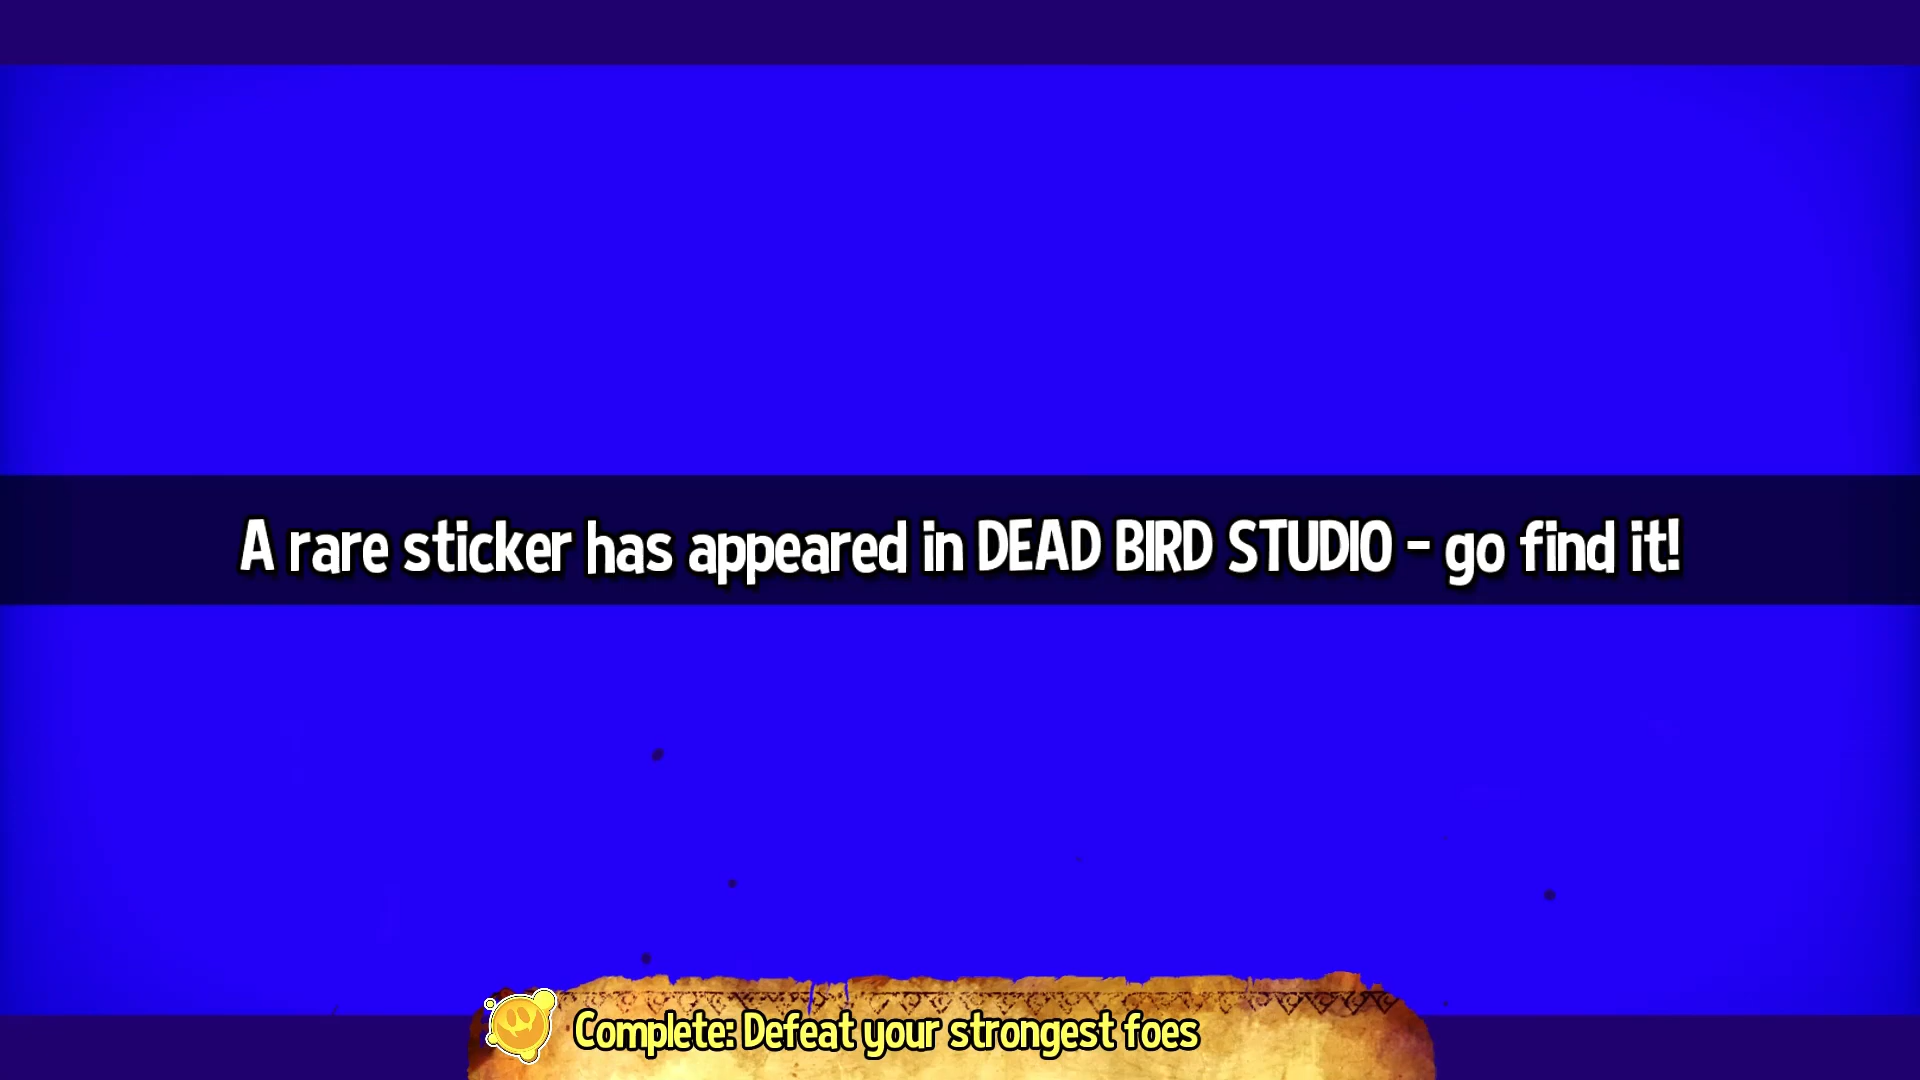 A rare sticker has appeared in DEAD BIRD STUDIO - go find it!
Complete: Defeat your strongest foes